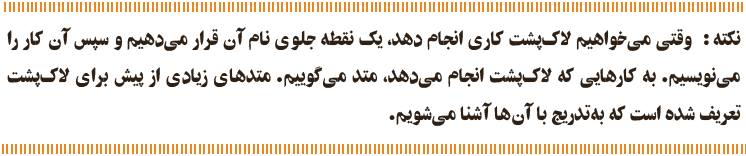 نکته : وقتی می‌خواهیم لاک‌پشت کاری انجام دهد، یک نقطه جلوی نام آن قرار می‌دهیم و سپس آن کار را
می‌نویسیم. به کارهایی که لاک‌پشت انجام می‌دهد، متد می‌گوییم. متدهای زیادی از پیش برای لاک‌پشت
تعریف شده است که به‌تدریج با آن‌ها آشنا می‌شویم.